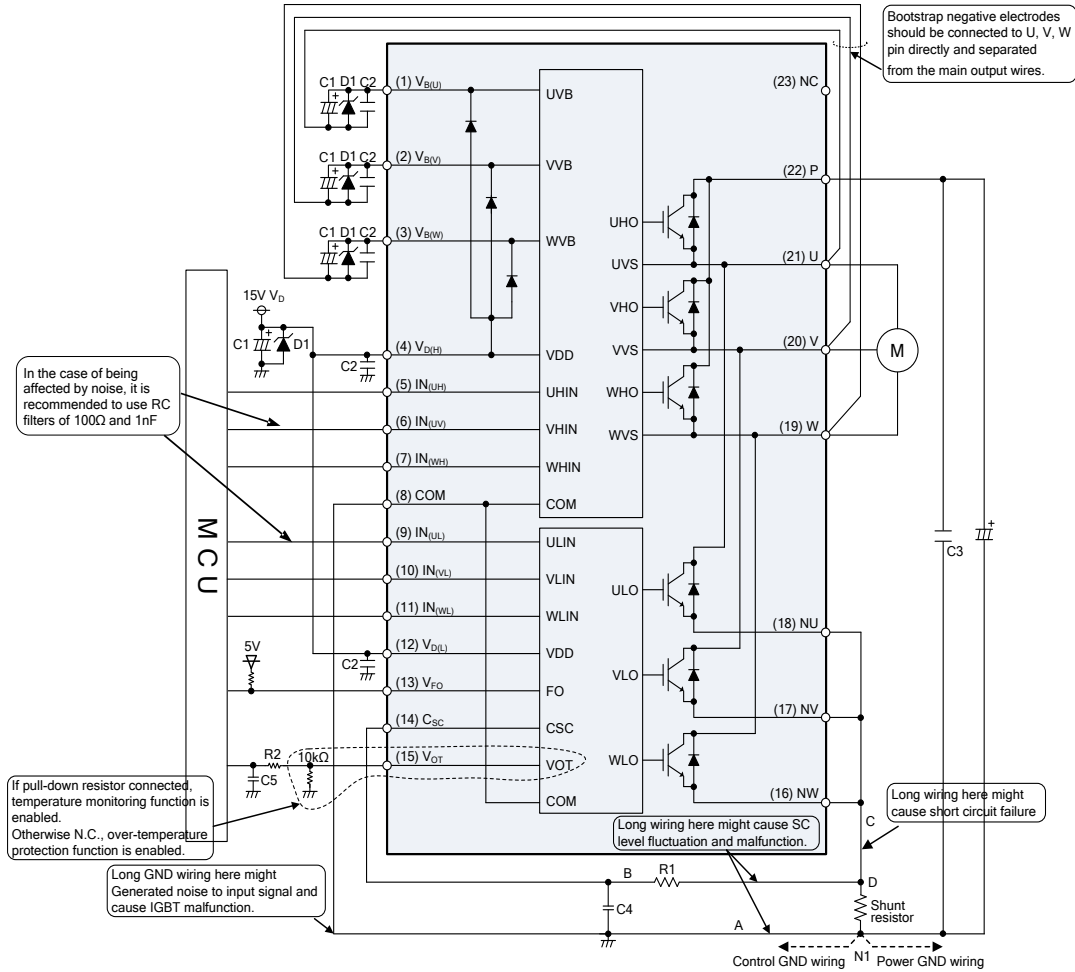 Bootstrap negative electrodes
should be connected to U, V, W
pin directly and separated
from the main output wires.
C1 D1 C2
(1) VB(U)
UVB
(23) NC
C1 D1 C2
(2) VB(V)
VVB
(22) P
C1 D1 C2
(3) VB(W)
WVB
UHO
UVS
(21) U
15V VD
C1
D1
VHO
C2
(4) VD(H)
VDD
VVS
(20) V
M
In the case of being
affected by noise, it is
recommended to use RC
filters of 100Ω and 1nF
(5) IN(UH)
UHIN
WHO
(6) IN(UV)
VHIN
WVS
(19) W
(7) IN(WH)
WHIN
(8) COM
COM
MCU
(9) IN(UL)
ULIN
C3
(10) IN(VL)
VLIN
ULO
(11) IN(WL)
WLIN
(18) NU
5V
C2
(12) VD(L)
VDD
(13) VFO
FO
VLO
(14) CSC
CSC
(17) NV
R2
10kΩ
C5
(15) VOT
VOT
WLO
COM
(16) NW
If pull-down resistor connected,
temperature monitoring function is
enabled.
Otherwise N.C., over-temperature
protection function is enabled.
Long wiring here might
cause short circuit failure
C
Long wiring here might cause SC
level fluctuation and malfunction.
Long GND wiring here might
Generated noise to input signal and
cause IGBT malfunction.
B
R1
D
C4
Shunt
resistor
A
Control GND wiring
N1
Power GND wiring